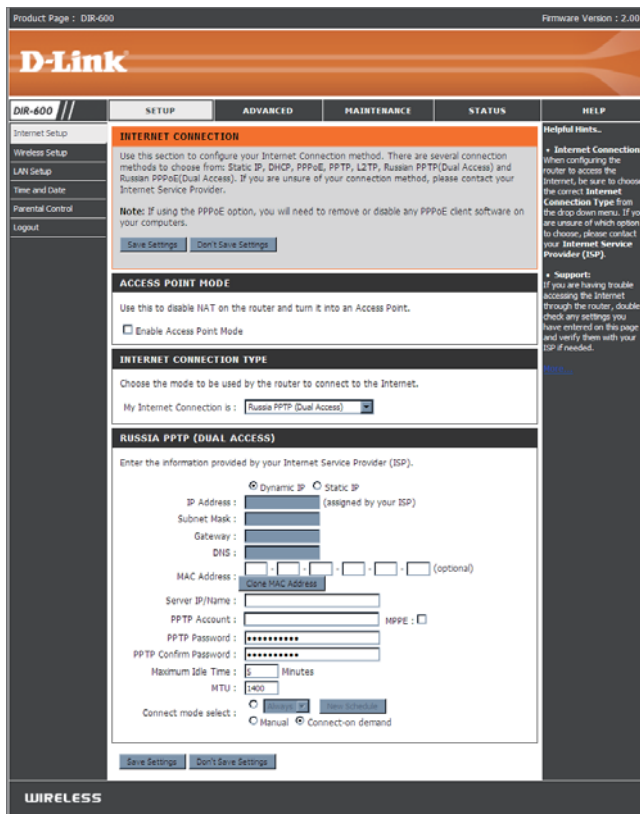 Product Page : DIR-600
Firmware Version : 2.00
D-Link
DIR-600
SETUP
ADVANCED
MAINTENANCE
STATUS
HELP
Internet Setup
Wireless Setup
LAN Setup
Time and Date
Parental Control
Logout
INTERNET CONNECTION
Use this section to configure your Internet Connection method. There are several connection
methods to choose from: Static IP, DHCP, PPPoE, PPTP, L2TP, Russian PPTP(Dual Access) and
Russian PPPoE(Dual Access). If you are unsure of your connection method, please contact your
Internet Service Provider.
Note: If using the PPPoE option, you will need to remove or disable any PPPoE client software on
your computers.
Save Settings
Don't Save Settings
ACCESS POINT MODE
Use this to disable NAT on the router and turn it into an Access Point.
Enable Access Point Mode
INTERNET CONNECTION TYPE
Choose the mode to be used by the router to connect to the Internet.
My Internet Connection is : Russia PPTP (Dual Access)
RUSSIA PPTP (DUAL ACCESS)
Enter the information provided by your Internet Service Provider (ISP).
Dynamic IP Static IP
IP Address : (assigned by your ISP)
Subnet Mask :
Gateway :
DNS :
MAC Address : - - - - - (optional)
Clone MAC Address
Server IP/Name :
PPTP Account : MPPE :
PPTP Password : ••••••••••
PPTP Confirm Password : ••••••••••
Maximum Idle Time : 5 Minutes
MTU : 1400
Connect mode select : Always New Schedule
Manual Connect-on demand
Save Settings
Don't Save Settings
Helpful Hints..
• Internet Connection
When configuring the
router to access the
Internet, be sure to choose
the correct Internet
Connection Type from
the drop down menu. If you
are unsure of which option
to choose, please contact
your Internet Service
Provider (ISP).
• Support:
If you are having trouble
accessing the Internet
through the router, double
check any settings you
have entered on this page
and verify them with your
ISP if needed.
More...
WIRELESS